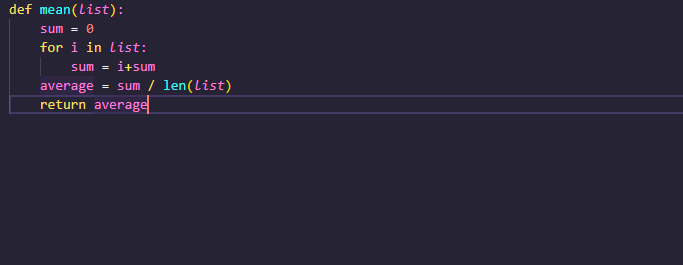 def mean(list):
    sum = 0
    for i in list:
        sum = i+sum
    average = sum / len(list)
    return average